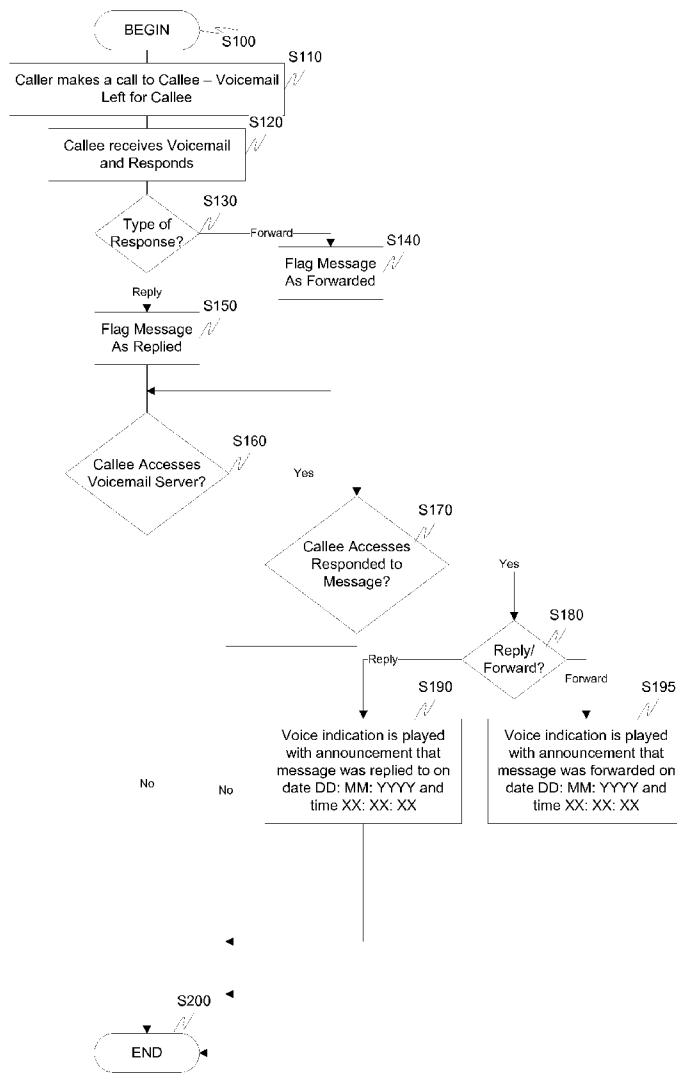 BEGIN
S100
S110
Caller makes a call to Callee – Voicemail
Left for Callee
S120
Callee receives Voicemail
and Responds
S130
Type of
Response?
Forward
S140
Flag Message
As Forwarded
Reply
S150
Flag Message
As Replied
S160
Callee Accesses
Voicemail Server?
Yes
S170
Callee Accesses
Responded to
Message?
Yes
S180
Reply/
Forward?
Reply
Forward
S190
Voice indication is played
with announcement that
message was replied to on
date DD: MM: YYYY and
time XX: XX: XX
S195
Voice indication is played
with announcement that
message was forwarded on
date DD: MM: YYYY and
time XX: XX: XX
No
No
S200
END